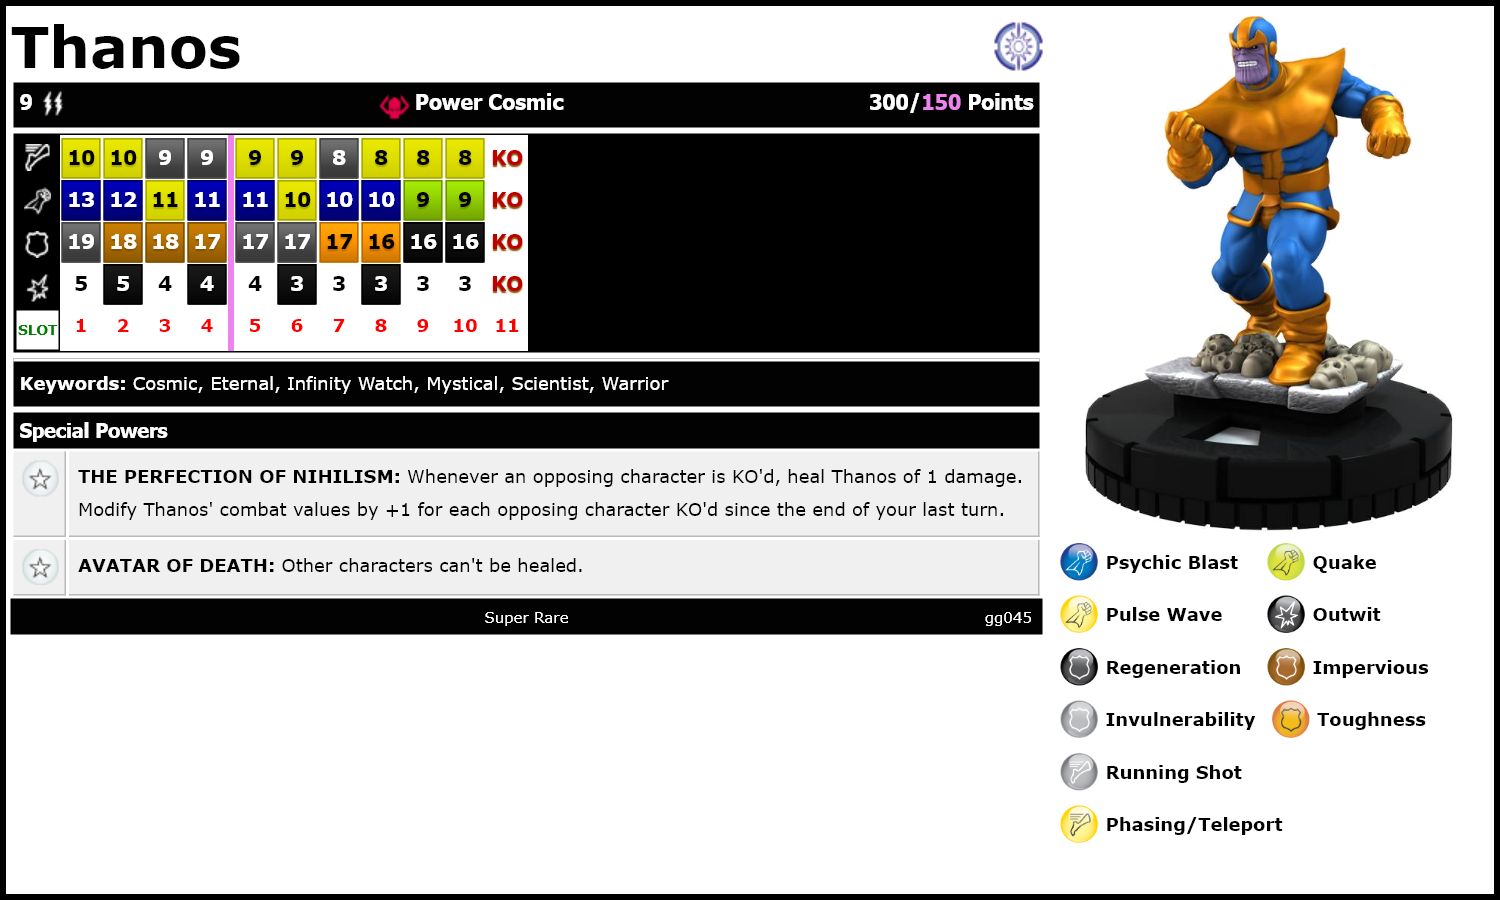 Thanos
9 Power Cosmic 300/150 Points
10 10 9 9 9 9 8 8 8 8 KO
13 12 11 11 11 10 10 10 9 9 KO
19 18 18 17 17 17 17 16 16 16 KO
5 5 4 4 4 3 3 3 3 3 KO
SLOT 1 2 3 4 5 6 7 8 9 10 11
Keywords: Cosmic, Eternal, Infinity Watch, Mystical, Scientist, Warrior
Special Powers
THE PERFECTION OF NIHILISM: Whenever an opposing character is KO'd, heal Thanos of 1 damage.
Modify Thanos' combat values by +1 for each opposing character KO'd since the end of your last turn.
AVATAR OF DEATH: Other characters can't be healed.
Super Rare gg045
Psychic Blast Quake
Pulse Wave Outwit
Regeneration Impervious
Invulnerability Toughness
Running Shot
Phasing/Teleport